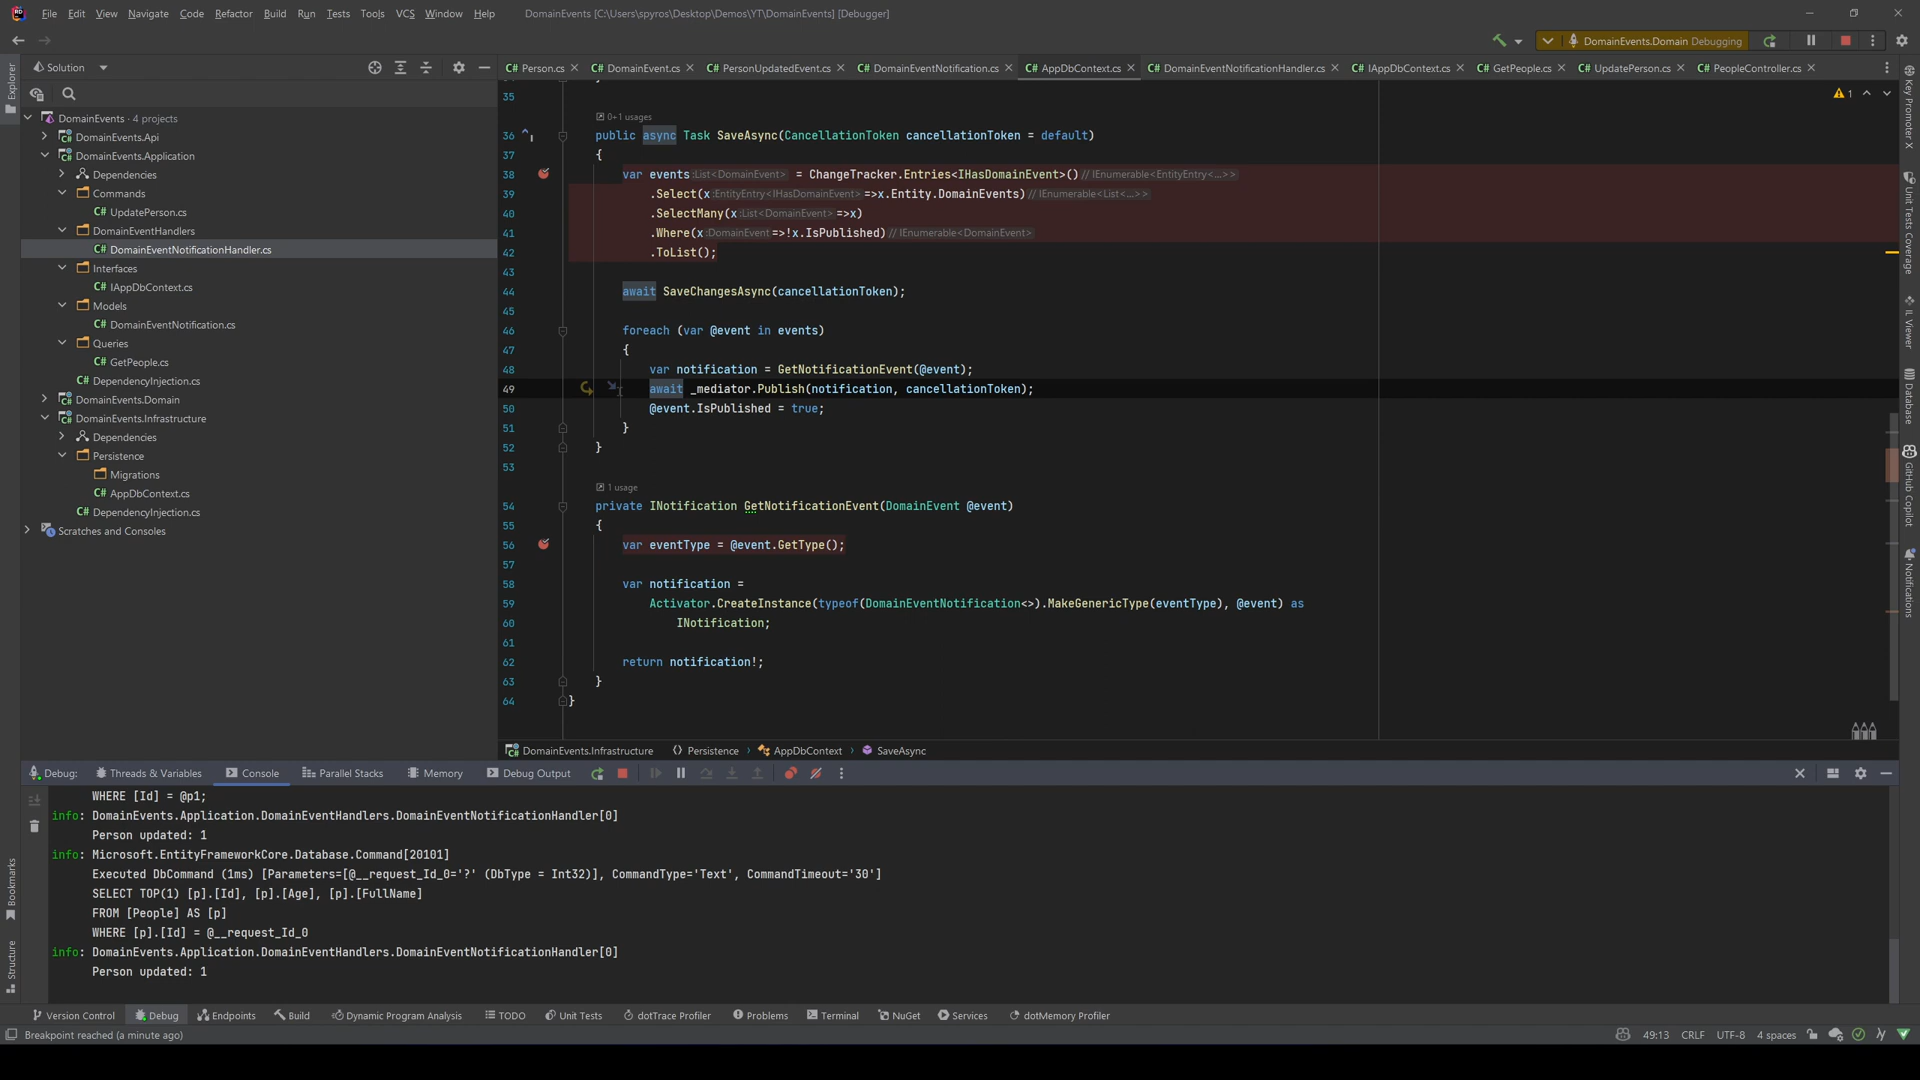 File Edit View Navigate Code Refactor Build Run Tests Tools VCS Window Help DomainEvents [C:\Users\spyros\Desktop\Demos\YT\DomainEvents] [Debugger]
DomainEvents.Domain Debugging
Explorer
Solution
Person.cs DomainEvent.cs PersonUpdatedEvent.cs DomainEventNotification.cs AppDbContext.cs DomainEventNotificationHandler.cs IAppDbContext.cs GetPeople.cs UpdatePerson.cs PeopleController.cs
DomainEvents · 4 projects
DomainEvents.Api
DomainEvents.Application
Dependencies
Commands
C# UpdatePerson.cs
DomainEventHandlers
C# DomainEventNotificationHandler.cs
Interfaces
C# IAppDbContext.cs
Models
C# DomainEventNotification.cs
Queries
C# GetPeople.cs
C# DependencyInjection.cs
DomainEvents.Domain
DomainEvents.Infrastructure
Dependencies
Persistence
Migrations
C# AppDbContext.cs
C# DependencyInjection.cs
Scratches and Consoles
1
35
0+1 usages
36 public async Task SaveAsync(CancellationToken cancellationToken = default)
37 {
38 var events :List<DomainEvent> = ChangeTracker.Entries<IHasDomainEvent>() // IEnumerable<EntityEntry<...>>
39 .Select(x :EntityEntry<IHasDomainEvent> =>x.Entity.DomainEvents) // IEnumerable<List<...>>
40 .SelectMany(x :List<DomainEvent> =>x)
41 .Where(x :DomainEvent =>!x.IsPublished) // IEnumerable<DomainEvent>
42 .ToList();
43
44 await SaveChangesAsync(cancellationToken);
45
46 foreach (var @event in events)
47 {
48 var notification = GetNotificationEvent(@event);
49 await _mediator.Publish(notification, cancellationToken);
50 @event.IsPublished = true;
51 }
52 }
53
1 usage
54 private INotification GetNotificationEvent(DomainEvent @event)
55 {
56 var eventType = @event.GetType();
57
58 var notification =
59 Activator.CreateInstance(typeof(DomainEventNotification<>).MakeGenericType(eventType), @event) as
60 INotification;
61
62 return notification!;
63 }
64 }
DomainEvents.Infrastructure Persistence AppDbContext SaveAsync
Key Promoter X
Unit Tests Coverage
IL Viewer
Database
GitHub Copilot
Notifications
Debug: Threads & Variables Console Parallel Stacks Memory Debug Output
WHERE [Id] = @p1;
info: DomainEvents.Application.DomainEventHandlers.DomainEventNotificationHandler[0]
Person updated: 1
info: Microsoft.EntityFrameworkCore.Database.Command[20101]
Executed DbCommand (1ms) [Parameters=[@__request_Id_0='?' (DbType = Int32)], CommandType='Text', CommandTimeout='30']
SELECT TOP(1) [p].[Id], [p].[Age], [p].[FullName]
FROM [People] AS [p]
WHERE [p].[Id] = @__request_Id_0
info: DomainEvents.Application.DomainEventHandlers.DomainEventNotificationHandler[0]
Person updated: 1
Bookmarks
Structure
Version Control Debug Endpoints Build Dynamic Program Analysis TODO Unit Tests dotTrace Profiler Problems Terminal NuGet Services dotMemory Profiler
Breakpoint reached (a minute ago) 49:13 CRLF UTF-8 4 spaces